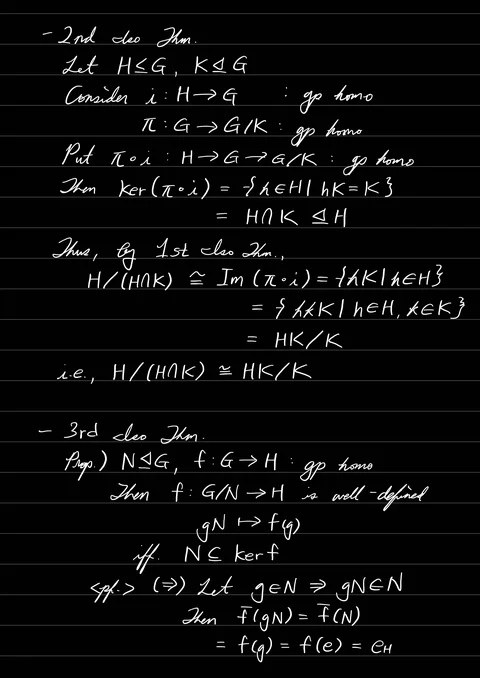 - 2nd iso Thm.
Let H≤G, K⊴G
Consider i : H→G : gp homo
π : G→G/K : gp homo
Put π∘i : H→G→G/K : gp homo
Then ker(π∘i) = {h∈H | hK=K}
= H∩K ⊴H
Thus, by 1st iso Thm.,
H/(H∩K) ≅ Im(π∘i) = {hK | h∈H}
= {hkK | h∈H, k∈K}
= HK/K
i.e., H/(H∩K) ≅ HK/K
- 3rd iso Thm.
Prop.) N⊴G, f : G→H : gp homo
Then f : G/N → H is well-defined
gN ↦ f(g)
iff. N ⊆ ker f
<pf.> (⇒) Let g∈N ⇒ gN∈N
Then f̄(gN) = f̄(N)
= f(g) = f(e) = eH